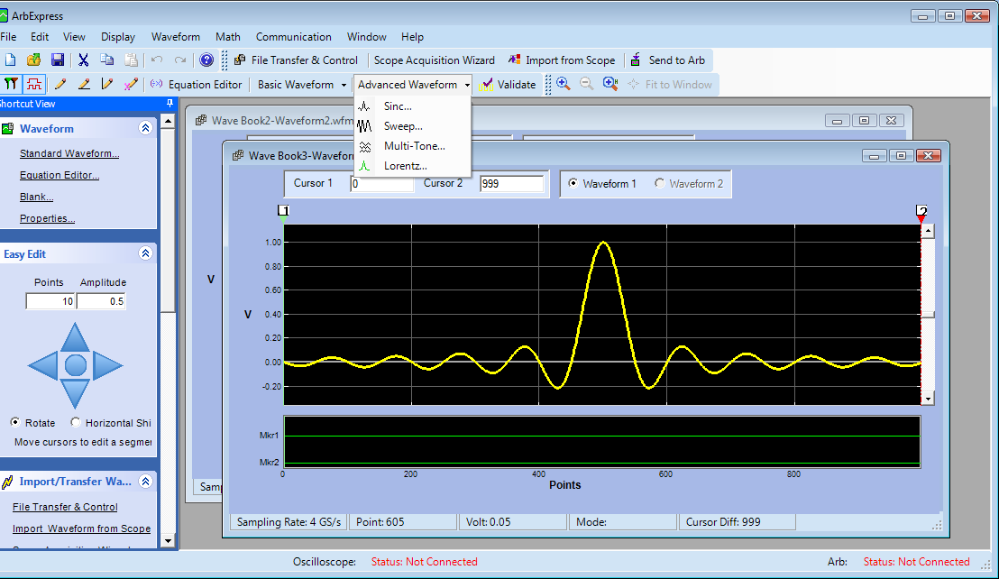 ArbExpress
File Edit View Display Waveform Math Communication Window Help
File Transfer & Control Scope Acquisition Wizard Import from Scope Send to Arb
Equation Editor Basic Waveform Advanced Waveform Validate Fit to Window
Shortcut View
Waveform
Standard Waveform...
Equation Editor...
Blank...
Properties...
Easy Edit
Points Amplitude
10 0.5
Rotate Horizontal Shi
Move cursors to edit a segmer
Import/Transfer Wa...
File Transfer & Control
Import Waveform from Scope
Sinc...
Sweep...
Multi-Tone...
Lorentz...
Wave Book2-Waveform2.wfm
V
Sam
Wave Book3-Wavefor
Cursor 1 0 Cursor 2 999 Waveform 1 Waveform 2
1 2
1.00
0.80
0.60
V 0.40
0.20
0.00
-0.20
Mkr1
Mkr2
0 200 400 600 800
Points
Sampling Rate: 4 GS/s Point: 605 Volt: 0.05 Mode: Cursor Diff: 999
Oscilloscope: Status: Not Connected Arb: Status: Not Connected